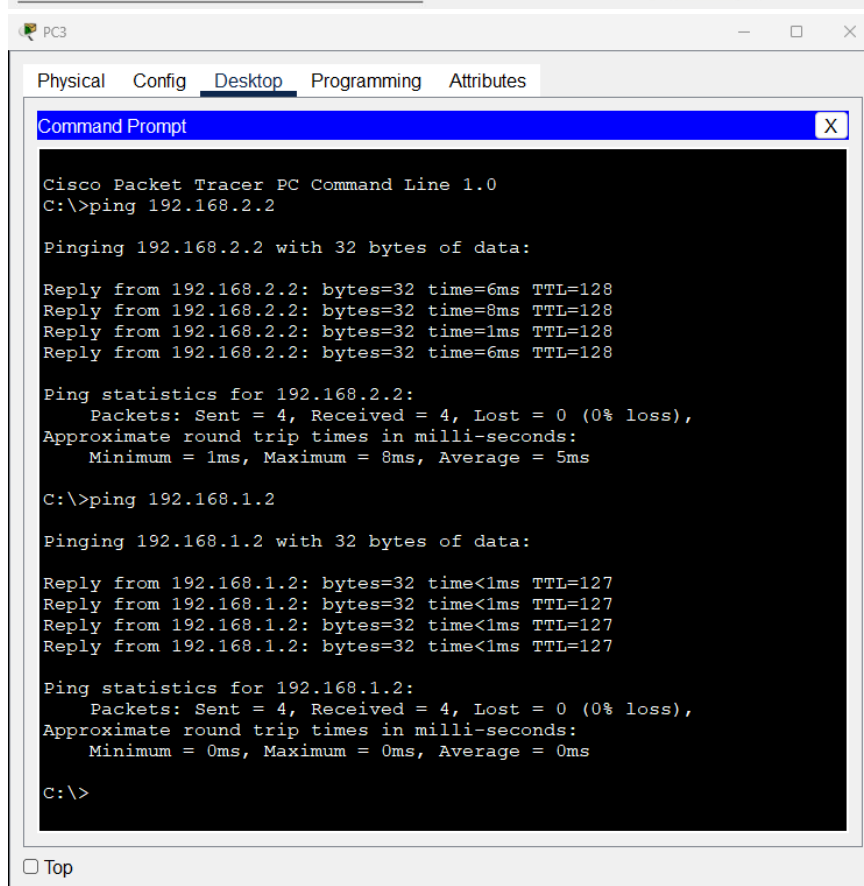 PC3
Physical Config Desktop Programming Attributes
Command Prompt X
Cisco Packet Tracer PC Command Line 1.0
C:\>ping 192.168.2.2
Pinging 192.168.2.2 with 32 bytes of data:
Reply from 192.168.2.2: bytes=32 time=6ms TTL=128
Reply from 192.168.2.2: bytes=32 time=8ms TTL=128
Reply from 192.168.2.2: bytes=32 time=1ms TTL=128
Reply from 192.168.2.2: bytes=32 time=6ms TTL=128
Ping statistics for 192.168.2.2:
Packets: Sent = 4, Received = 4, Lost = 0 (0% loss),
Approximate round trip times in milli-seconds:
Minimum = 1ms, Maximum = 8ms, Average = 5ms
C:\>ping 192.168.1.2
Pinging 192.168.1.2 with 32 bytes of data:
Reply from 192.168.1.2: bytes=32 time<1ms TTL=127
Reply from 192.168.1.2: bytes=32 time<1ms TTL=127
Reply from 192.168.1.2: bytes=32 time<1ms TTL=127
Reply from 192.168.1.2: bytes=32 time<1ms TTL=127
Ping statistics for 192.168.1.2:
Packets: Sent = 4, Received = 4, Lost = 0 (0% loss),
Approximate round trip times in milli-seconds:
Minimum = 0ms, Maximum = 0ms, Average = 0ms
C:\>
Top